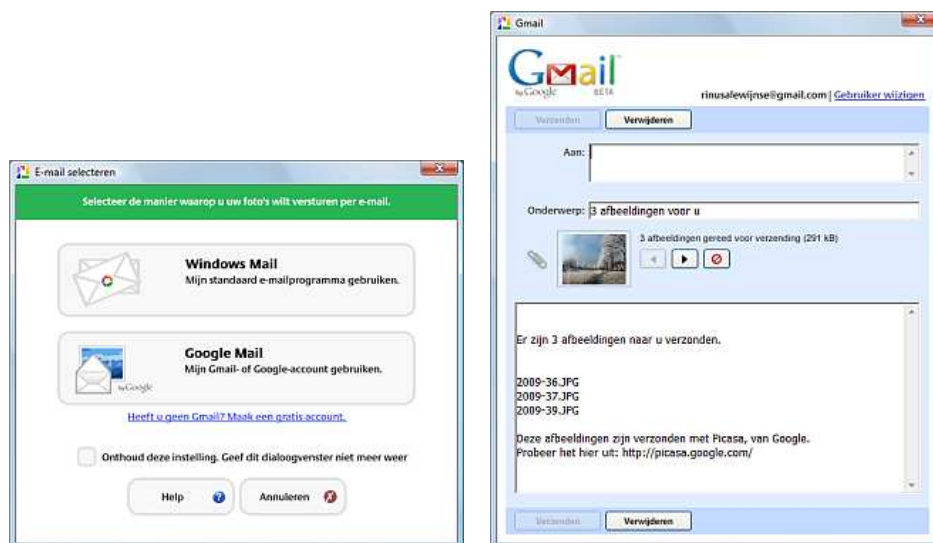 E-mail selecteren
Selecteer de manier waarop u uw foto's wilt versturen per e-mail.
Windows Mail
Mijn standaard e-mailprogramma gebruiken.
by Google
Google Mail
Mijn Gmail- of Google-account gebruiken.
Heeft u geen Gmail? Maak een gratis account.
Onthoud deze instelling. Geef dit dialoogvenster niet meer weer
Help
Annuleren
Gmail
Gmail
by Google BETA
rinusalewijnse@gmail.com | Gebruiker wijzigen
Verzenden Verwijderen
Aan:
Onderwerp: 3 afbeeldingen voor u
3 afbeeldingen gereed voor verzending (291 kB)
Er zijn 3 afbeeldingen naar u verzonden.
2009-36.JPG
2009-37.JPG
2009-39.JPG
Deze afbeeldingen zijn verzonden met Picasa, van Google.
Probeer het hier uit: http://picasa.google.com/
Verzenden Verwijderen